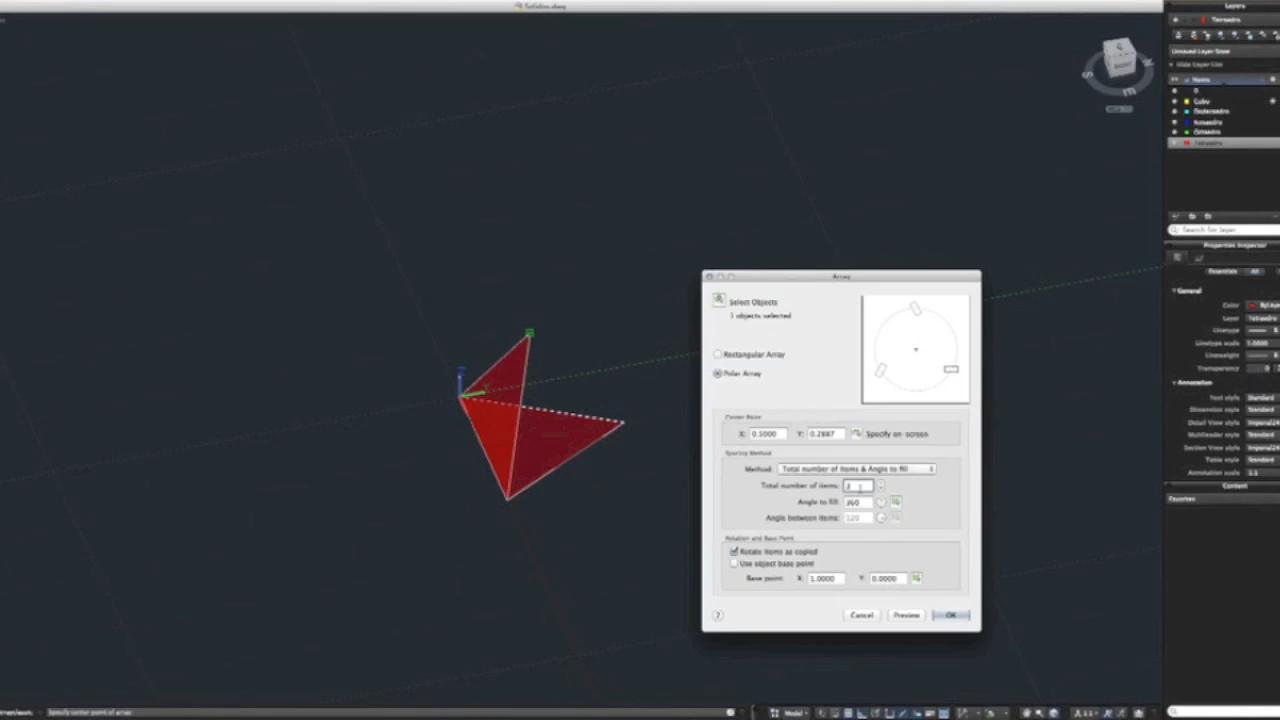 Layers
Tetraedro
Unsaved Layer State
Hide Layer List
Name
0
Cubo
Dodecaedro
Icosaedro
Octaedro
Tetraedro
Search for layer
Properties Inspector
Essentials All
General
Color
Layer Tetraedro
Linetype
Linetype scale 1.0000
Lineweight
Transparency 0
Annotation
Text style Standard
Dimension style Standard
Detail View style
Multileader style Standard
Section View style
Table style Standard
Annotation scale 1:1
Content
Favorites
RIGHT
S
E
Array
Select Objects
1 objects selected
Rectangular Array
Polar Array
Center Point
X: 0.5000 Y: 0.2887 Specify on-screen
Spacing Method
Method: Total number of items & Angle to fill
Total number of items: 3
Angle to fill: 360
Angle between items: 120
Rotation and Base Point
Rotate items as copied
Use object base point
Base point: X: 1.0000 Y: 0.0000
? Cancel Preview OK
Specify center point of array
Model